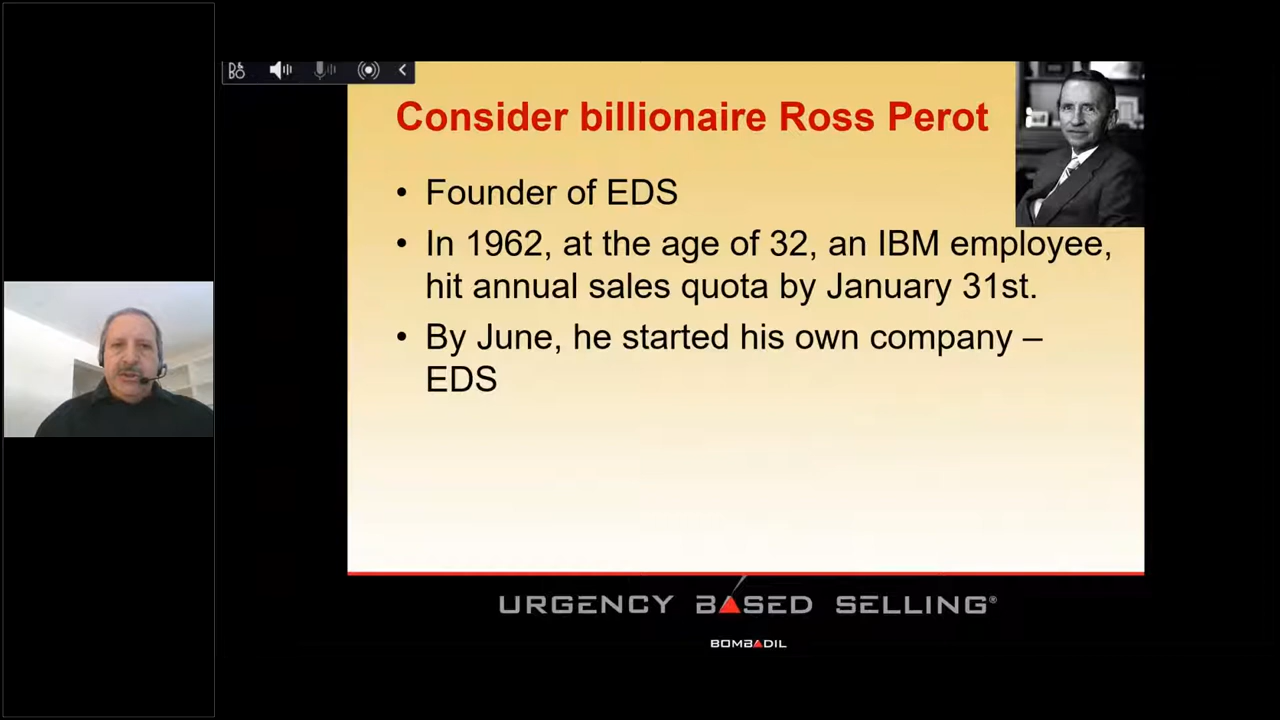 Consider billionaire Ross Perot
• Founder of EDS
• In 1962, at the age of 32, an IBM employee,
hit annual sales quota by January 31st.
• By June, he started his own company –
EDS
URGENCY BASED SELLING®
BOMBADIL